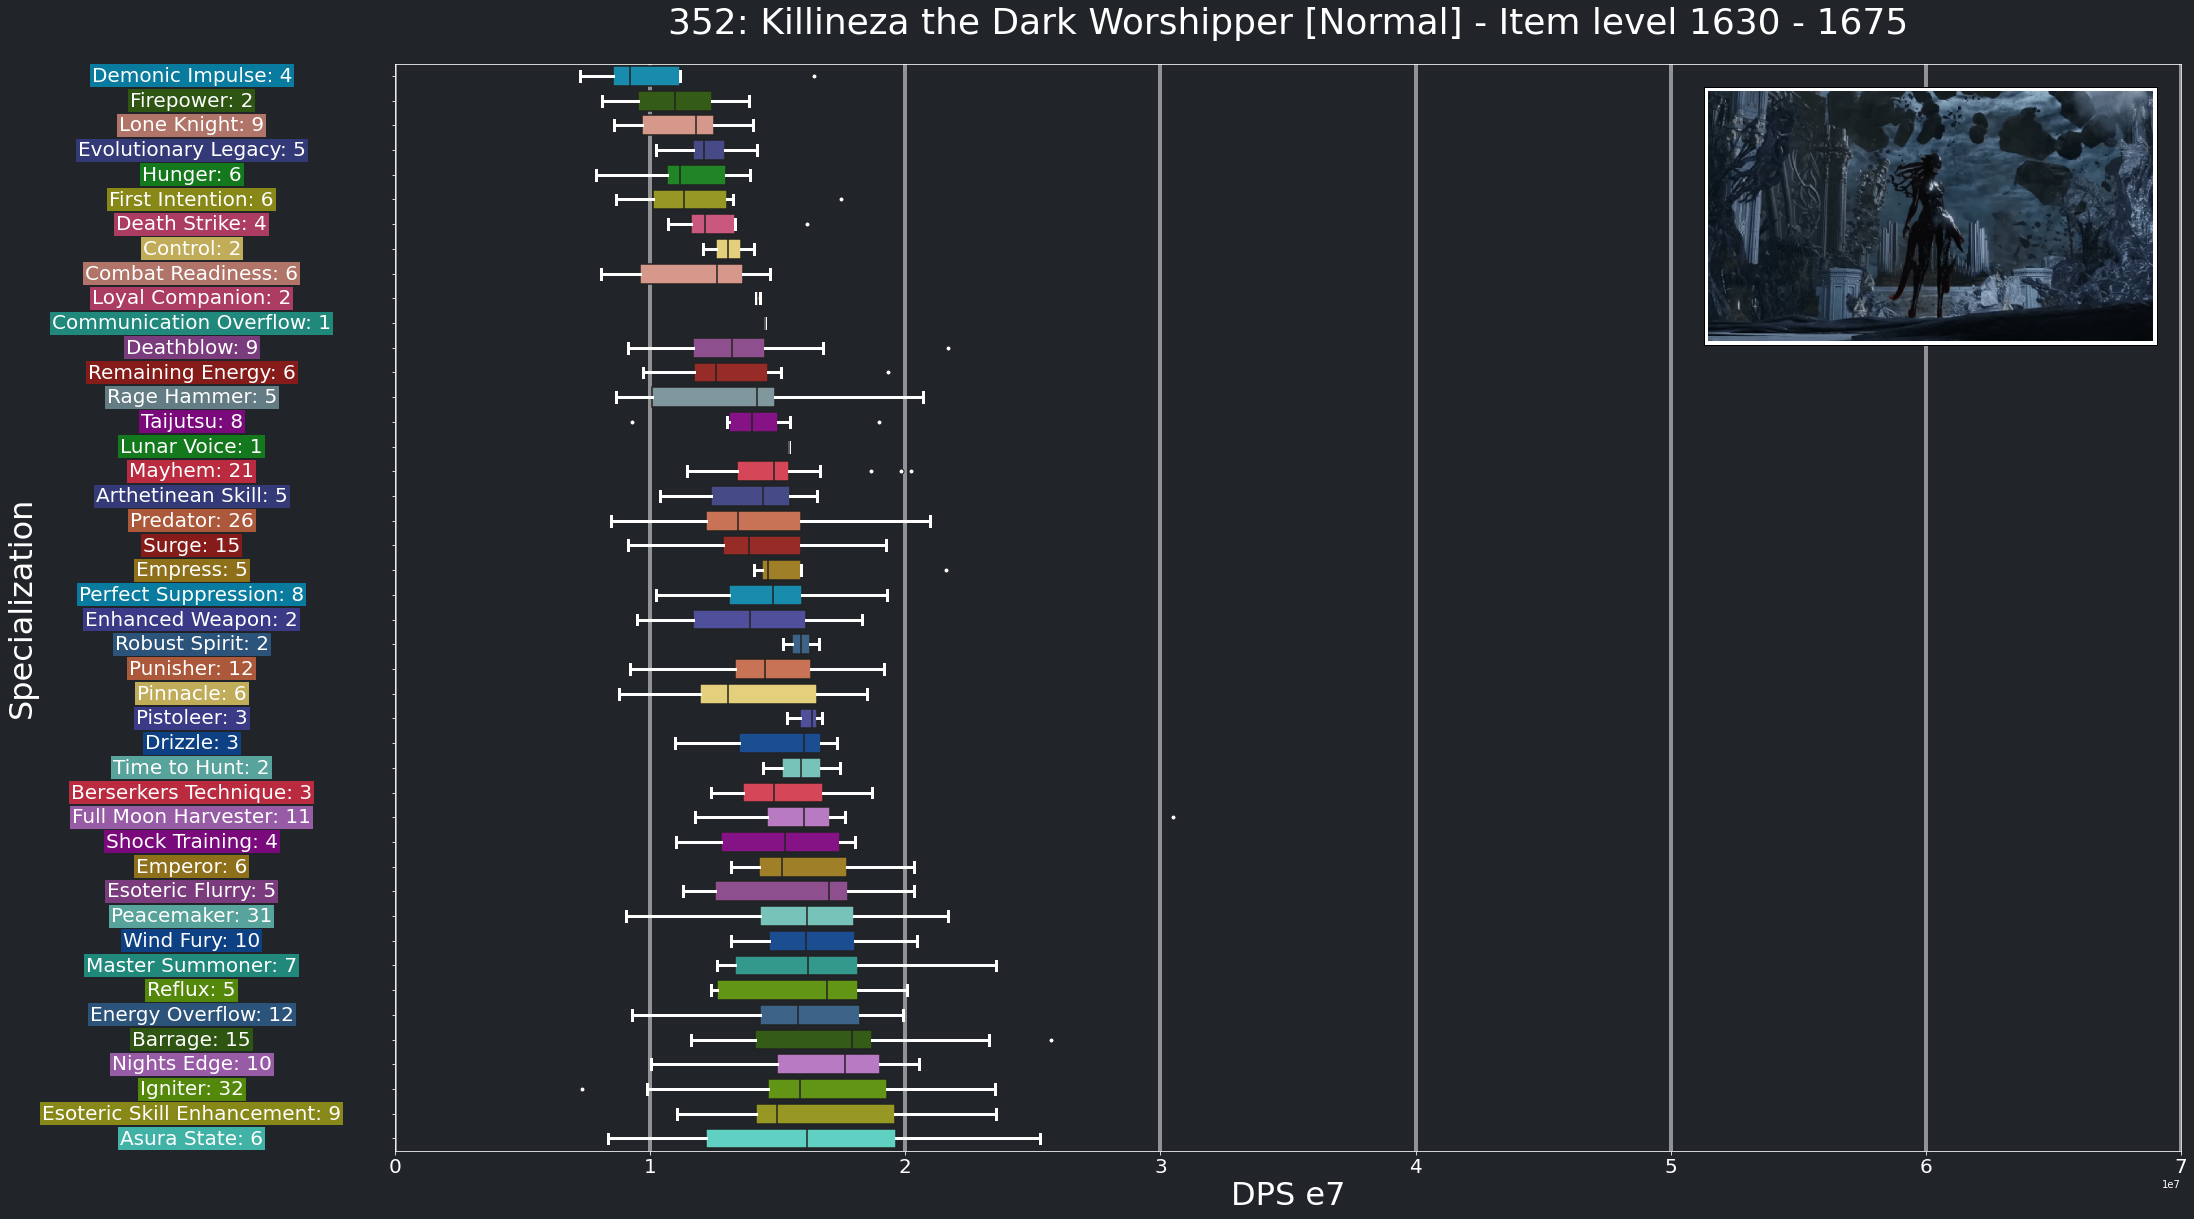 352: Killineza the Dark Worshipper [Normal] - Item level 1630 - 1675
Specialization
Demonic Impulse: 4
Firepower: 2
Lone Knight: 9
Evolutionary Legacy: 5
Hunger: 6
First Intention: 6
Death Strike: 4
Control: 2
Combat Readiness: 6
Loyal Companion: 2
Communication Overflow: 1
Deathblow: 9
Remaining Energy: 6
Rage Hammer: 5
Taijutsu: 8
Lunar Voice: 1
Mayhem: 21
Arthetinean Skill: 5
Predator: 26
Surge: 15
Empress: 5
Perfect Suppression: 8
Enhanced Weapon: 2
Robust Spirit: 2
Punisher: 12
Pinnacle: 6
Pistoleer: 3
Drizzle: 3
Time to Hunt: 2
Berserkers Technique: 3
Full Moon Harvester: 11
Shock Training: 4
Emperor: 6
Esoteric Flurry: 5
Peacemaker: 31
Wind Fury: 10
Master Summoner: 7
Reflux: 5
Energy Overflow: 12
Barrage: 15
Nights Edge: 10
Igniter: 32
Esoteric Skill Enhancement: 9
Asura State: 6
0 1 2 3 4 5 6 7
1e7
DPS e7